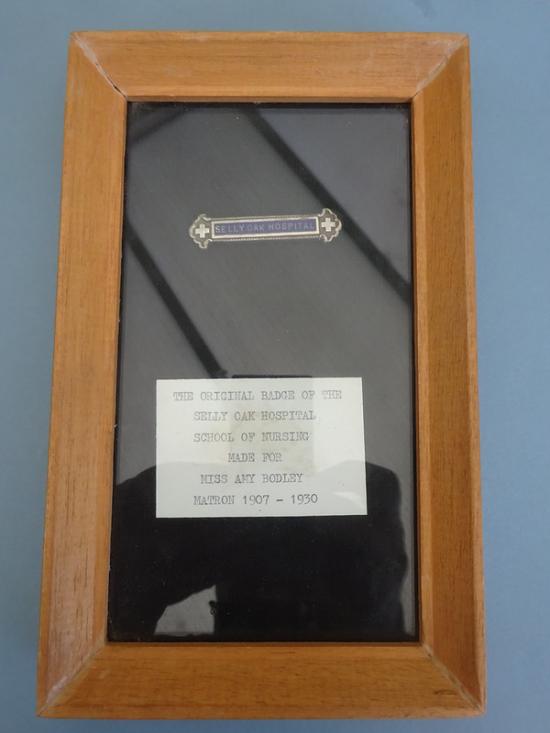 SELLY OAK HOSPITAL
THE ORIGINAL BADGE OF THE
SELLY OAK HOSPITAL
SCHOOL OF NURSING
MADE FOR
MISS AMY BODLEY
MATRON 1907 - 1930